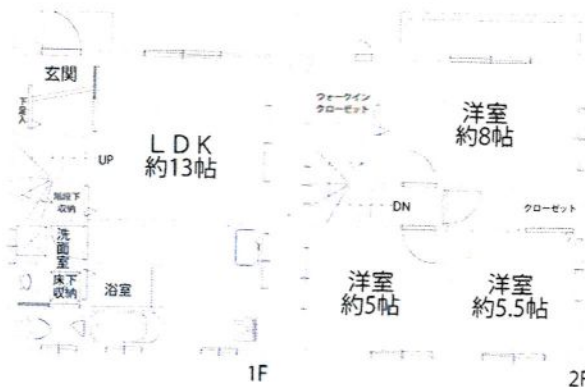 玄関
下足入
LDK
約13帖
UP
階段下
収納
洗
面
室
床下
収納
浴室
1F
ウォークイン
クローゼット
洋室
約8帖
DN
クローゼット
洋室
約5帖
洋室
約5.5帖
2F